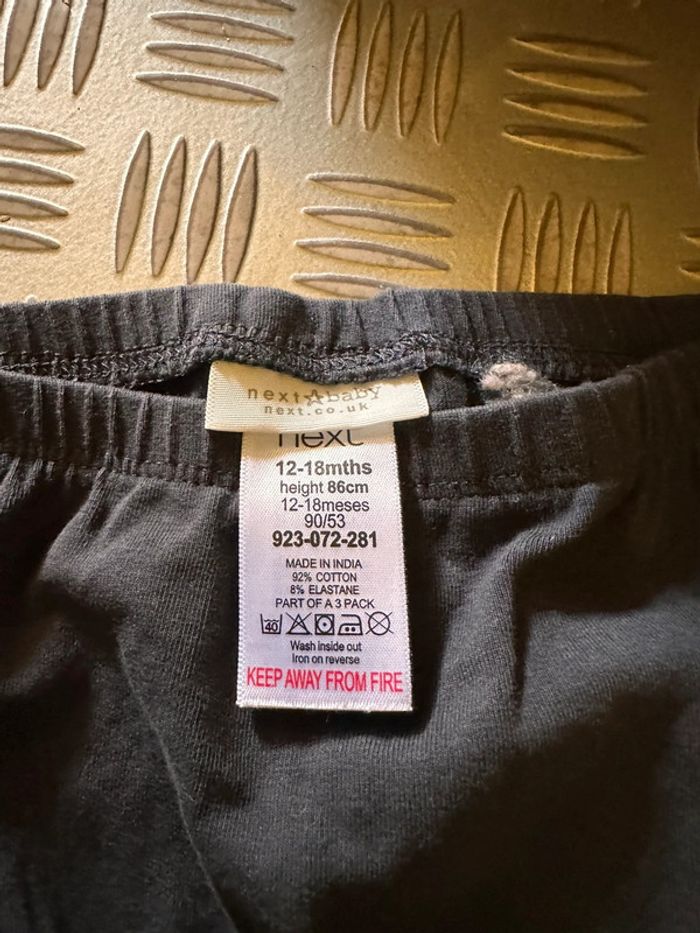 next☆baby
next.co.uk
next
12-18mths
height 86cm
12-18meses
90/53
923-072-281
MADE IN INDIA
92% COTTON
8% ELASTANE
PART OF A 3 PACK
40
Wash inside out
Iron on reverse
KEEP AWAY FROM FIRE